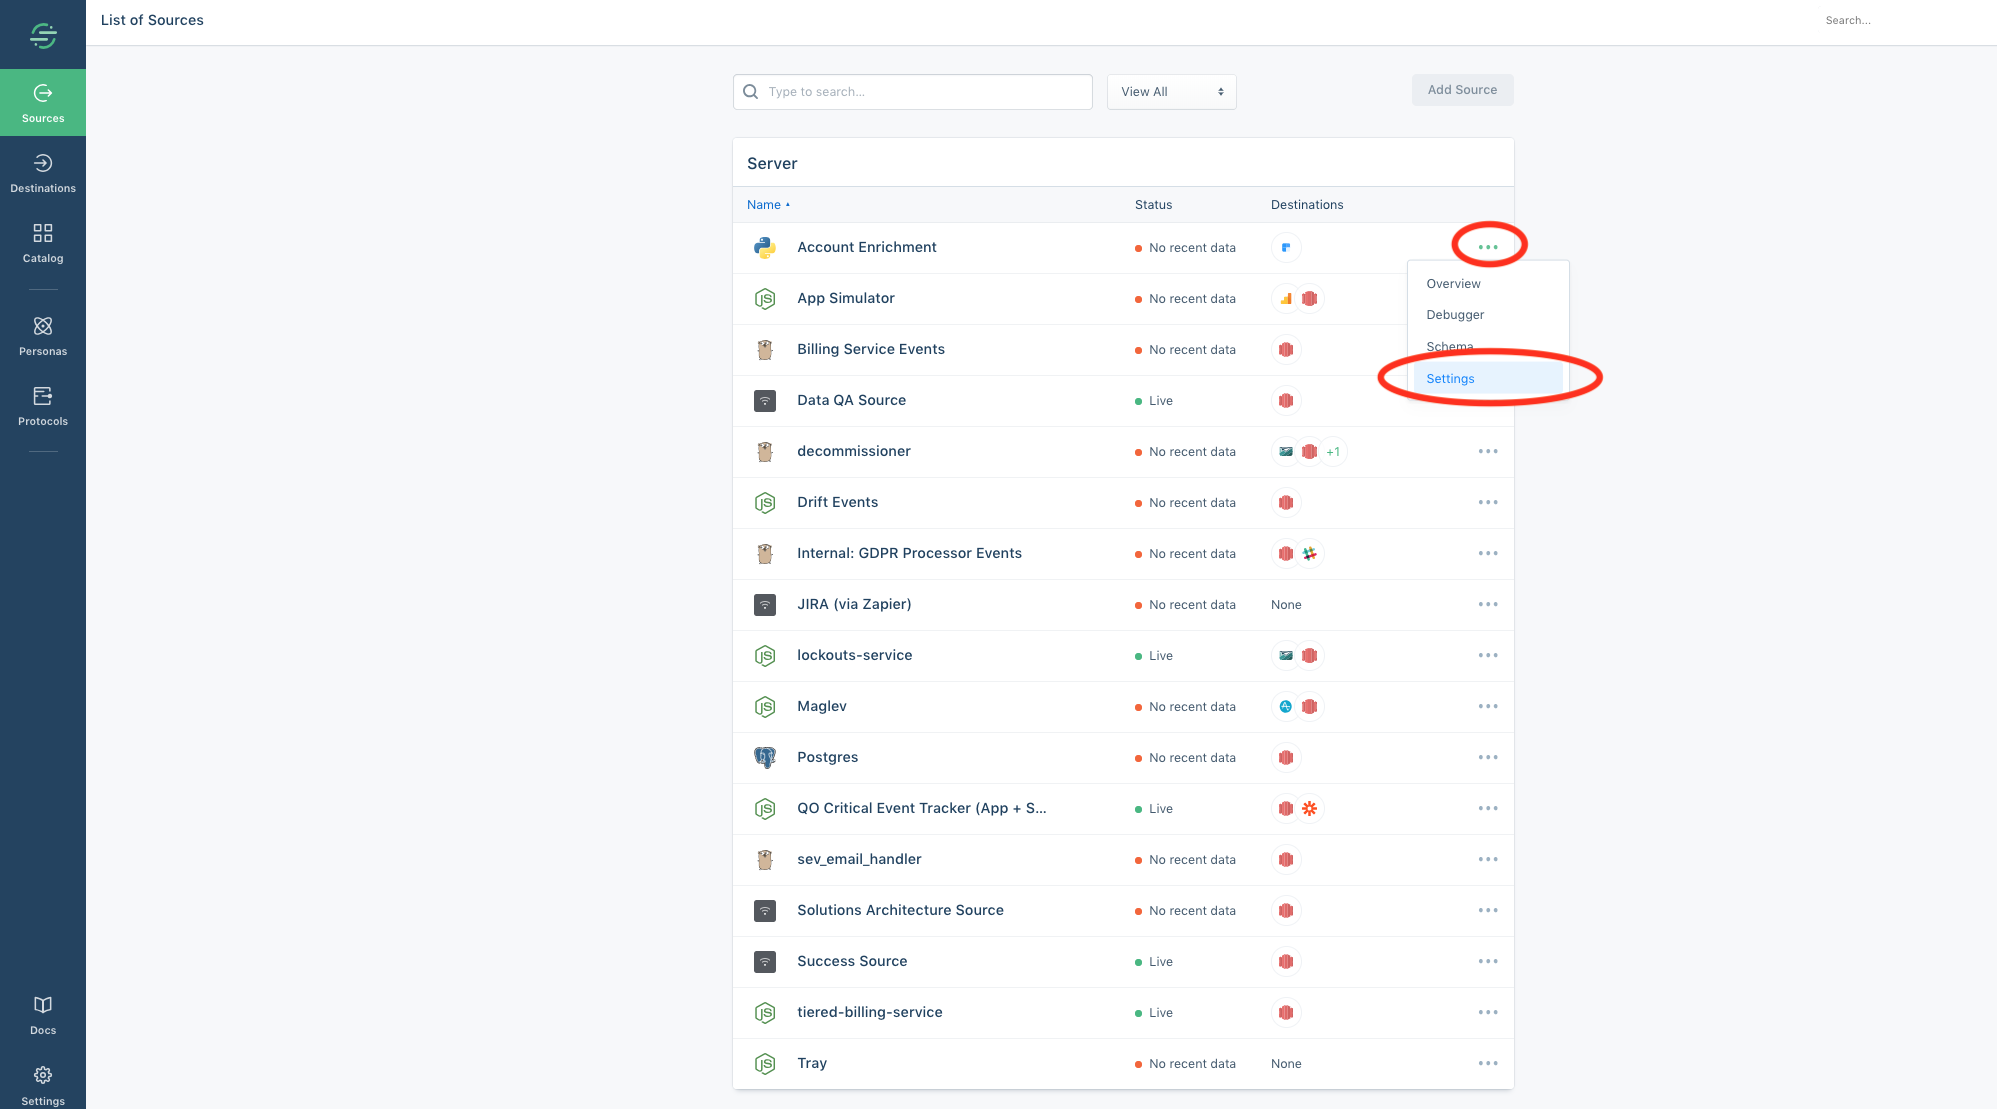 List of Sources
Search...
Sources
Destinations
Catalog
Personas
Protocols
Docs
Settings
Type to search...
View All
Add Source
Server
Name Status Destinations
Account Enrichment No recent data
Overview
Debugger
Schema
Settings
App Simulator No recent data
Billing Service Events No recent data
Data QA Source Live
decommissioner No recent data +1
Drift Events No recent data
Internal: GDPR Processor Events No recent data
JIRA (via Zapier) No recent data None
lockouts-service Live
Maglev No recent data
Postgres No recent data
QO Critical Event Tracker (App + S... Live
sev_email_handler No recent data
Solutions Architecture Source No recent data
Success Source Live
tiered-billing-service Live
Tray No recent data None